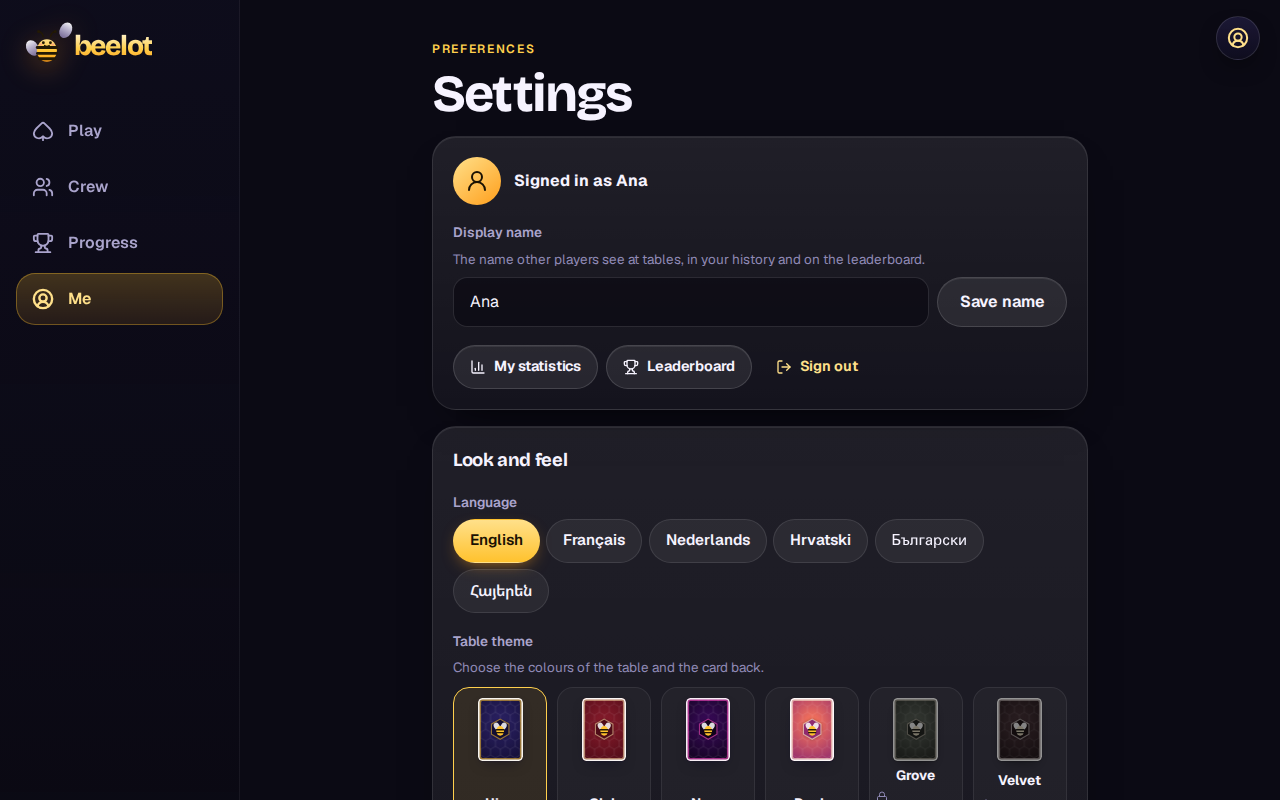 beelot
Play
Crew
Progress
Me
PREFERENCES
Settings
Signed in as Ana
Display name
The name other players see at tables, in your history and on the leaderboard.
Ana
Save name
My statistics
Leaderboard
Sign out
Look and feel
Language
English
Français
Nederlands
Hrvatski
Български
Հայերեն
Table theme
Choose the colours of the table and the card back.
Grove
Velvet